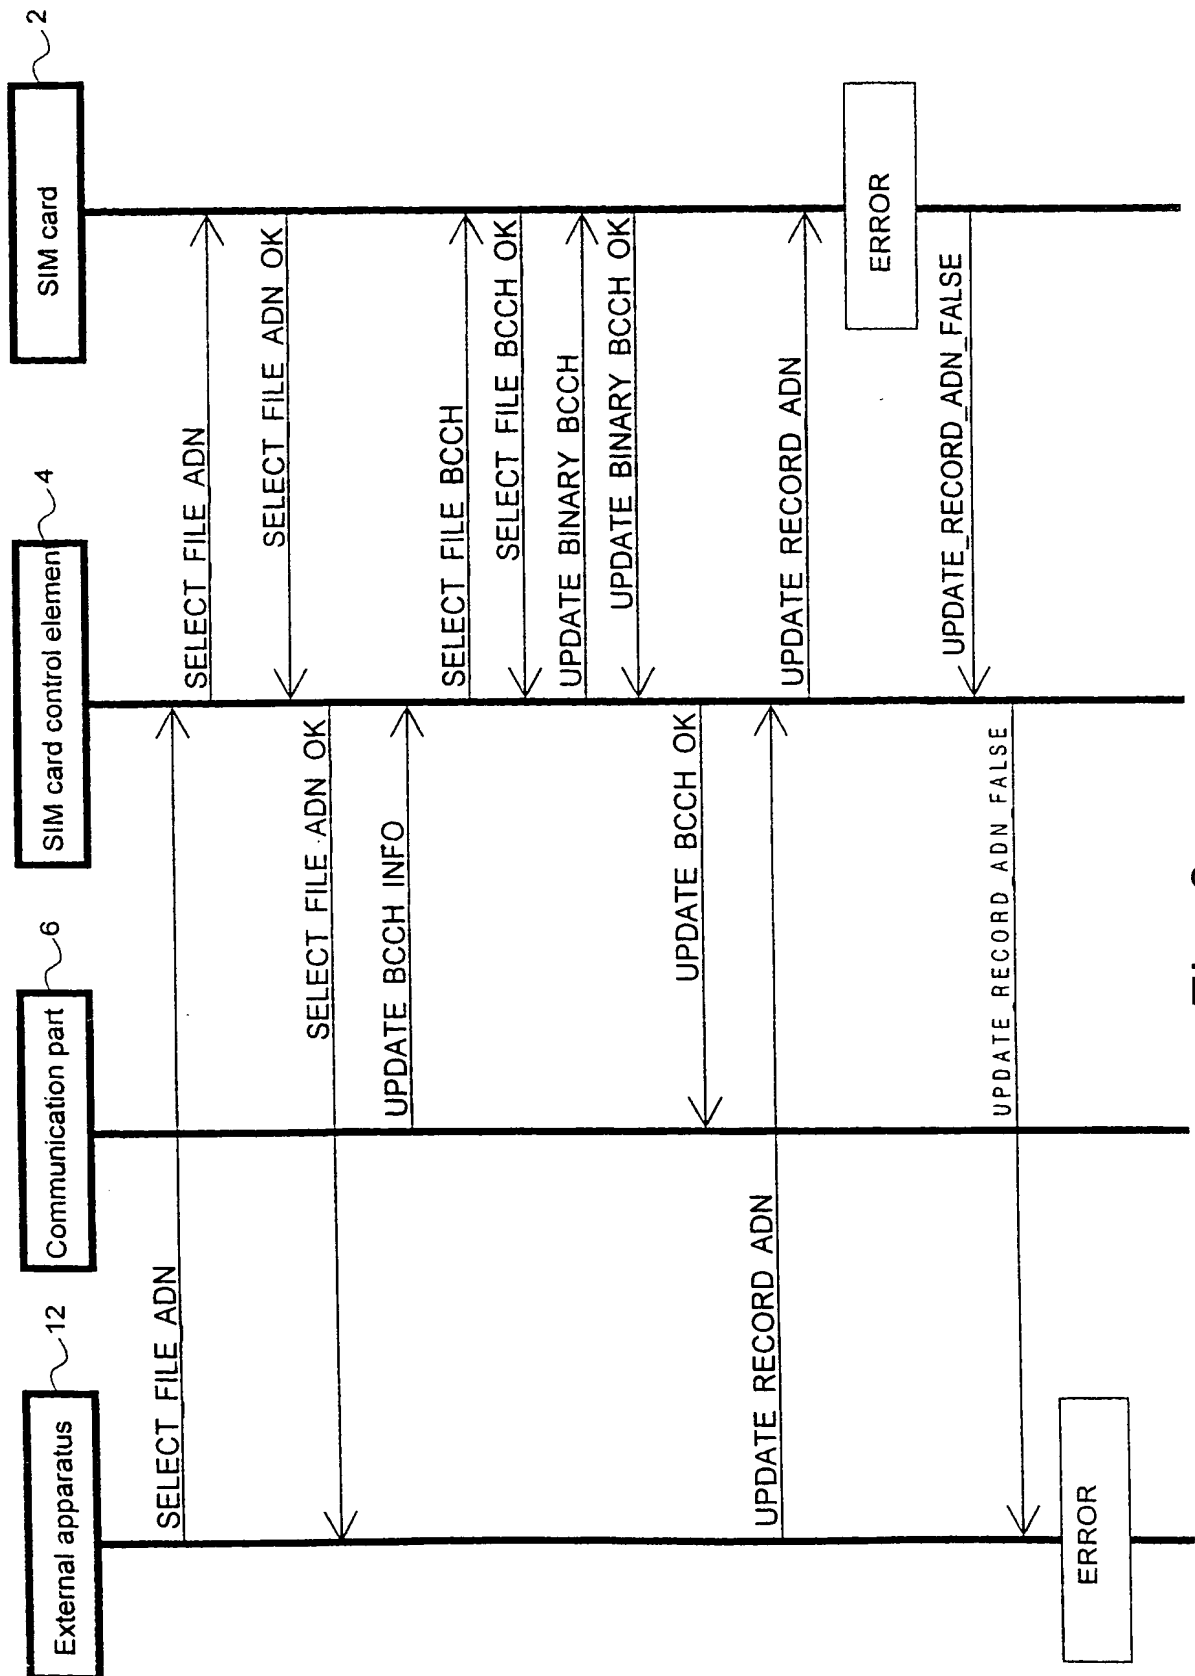 External apparatus
12
Communication part
6
SIM card control elemen
4
SIM card
2
SELECT FILE ADN
SELECT FILE ADN
SELECT FILE ADN OK
SELECT FILE ADN OK
UPDATE BCCH INFO
SELECT FILE BCCH
SELECT FILE BCCH OK
UPDATE BINARY BCCH
UPDATE BINARY BCCH OK
UPDATE BCCH OK
UPDATE RECORD ADN
UPDATE RECORD ADN
ERROR
UPDATE_RECORD_ADN_FALSE
UPDATE RECORD ADN FALSE
ERROR